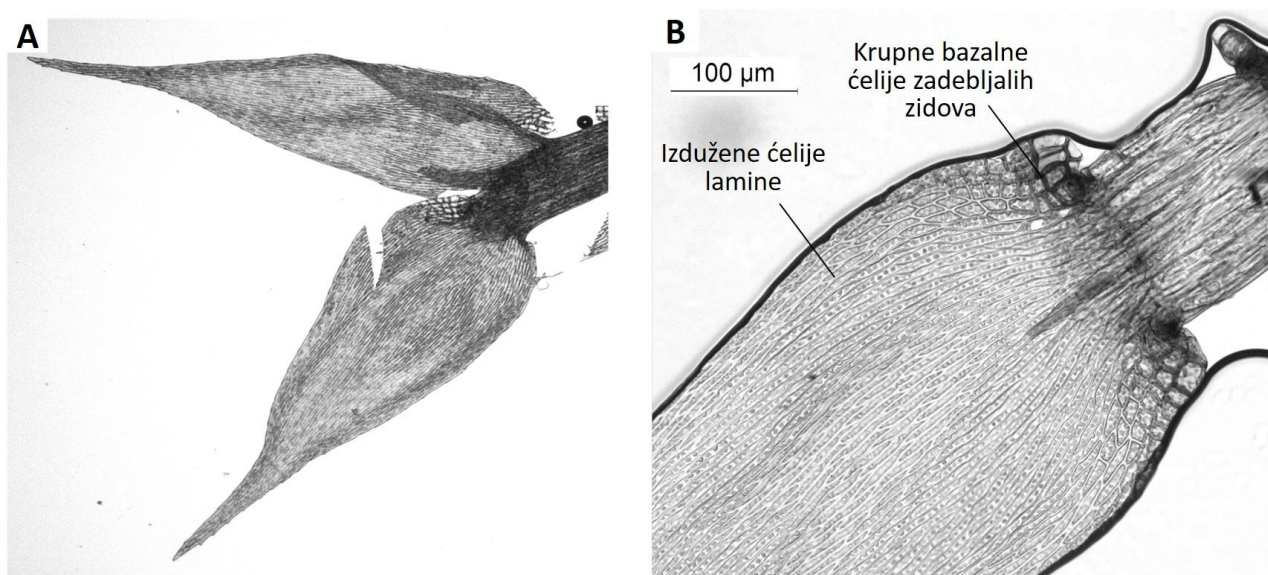 A
B
100 µm
Krupne bazalne
ćelije zadebljalih
zidova
Izdužene ćelije
lamine